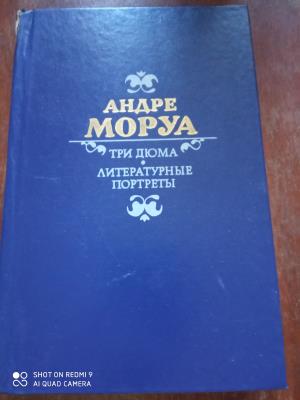 АНДРЕ
МОРУА
ТРИ ДЮМА
ЛИТЕРАТУРНЫЕ
ПОРТРЕТЫ
SHOT ON REDMI 9
AI QUAD CAMERA